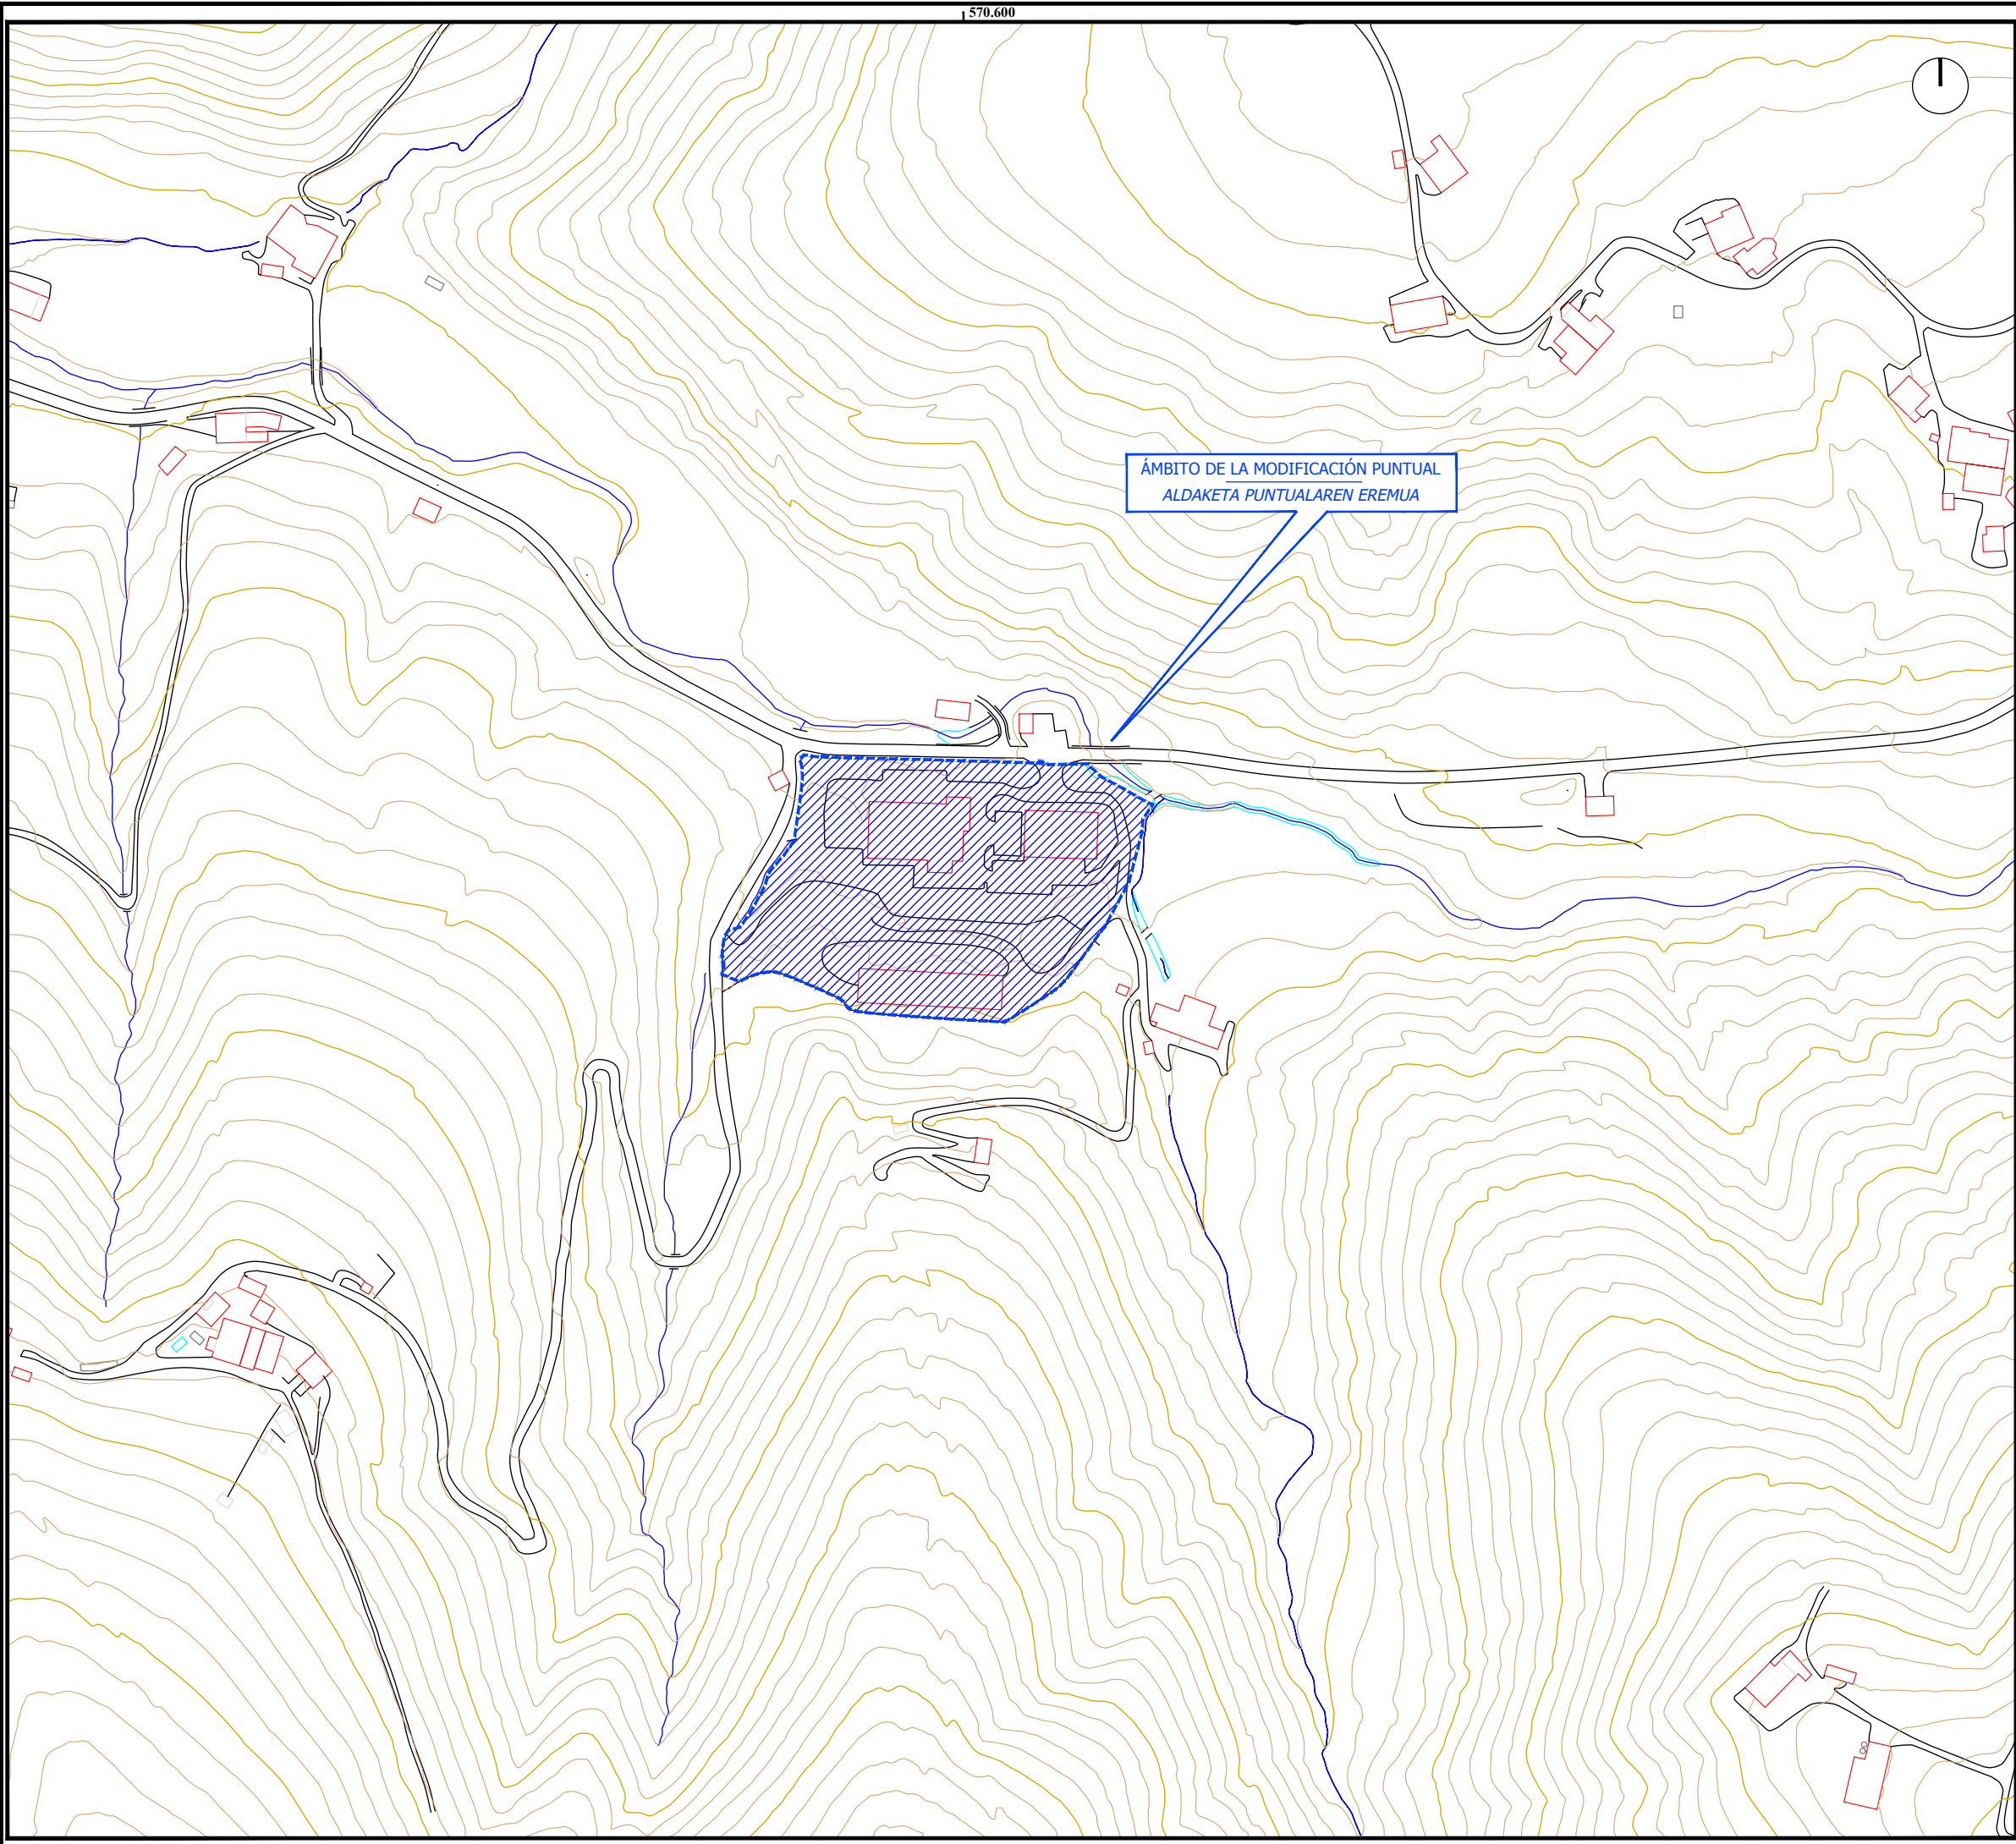 570.600
ÁMBITO DE LA MODIFICACIÓN PUNTUAL
ALDAKETA PUNTUALAREN EREMUA